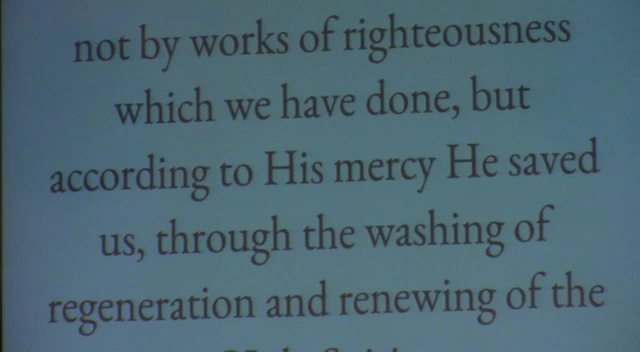 not by works of righteousness
which we have done, but
according to His mercy He saved
us, through the washing of
regeneration and renewing of the